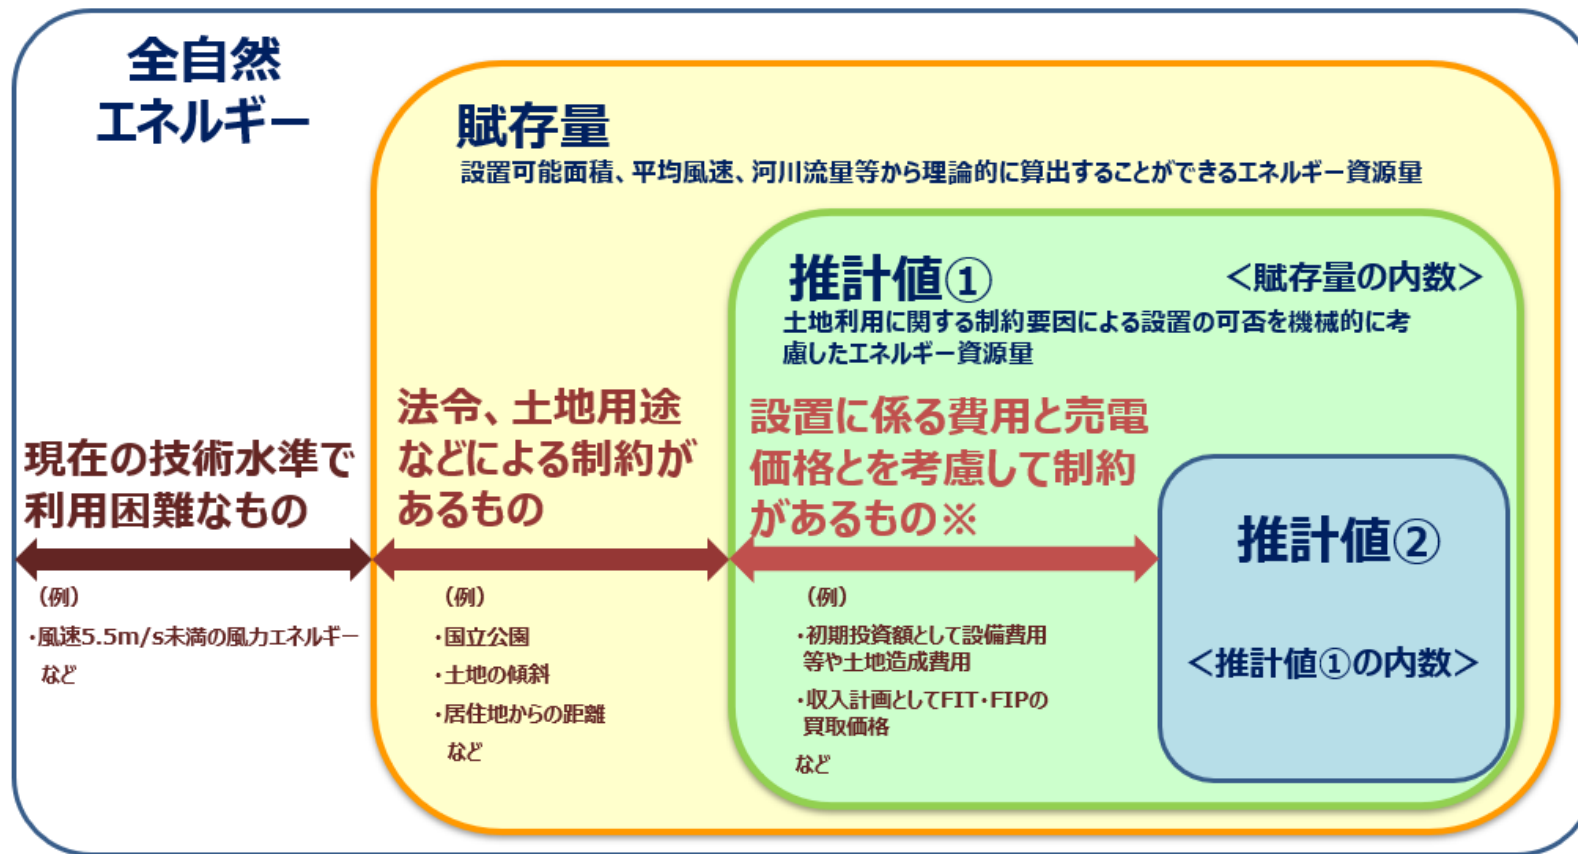 全自然
エネルギー
賦存量
設置可能面積、平均風速、河川流量等から理論的に算出することができるエネルギー資源量
推計値①
＜賦存量の内数＞
土地利用に関する制約要因による設置の可否を機械的に考
慮したエネルギー資源量
現在の技術水準で
利用困難なもの
（例）
・風速5.5m/s未満の風力エネルギー
など
法令、土地用途
などによる制約が
あるもの
（例）
・国立公園
・土地の傾斜
・居住地からの距離
など
設置に係る費用と売電
価格とを考慮して制約
があるもの※
（例）
・初期投資額として設備費用
等や土地造成費用
・収入計画としてFIT・FIPの
買取価格
など
推計値②
＜推計値①の内数＞